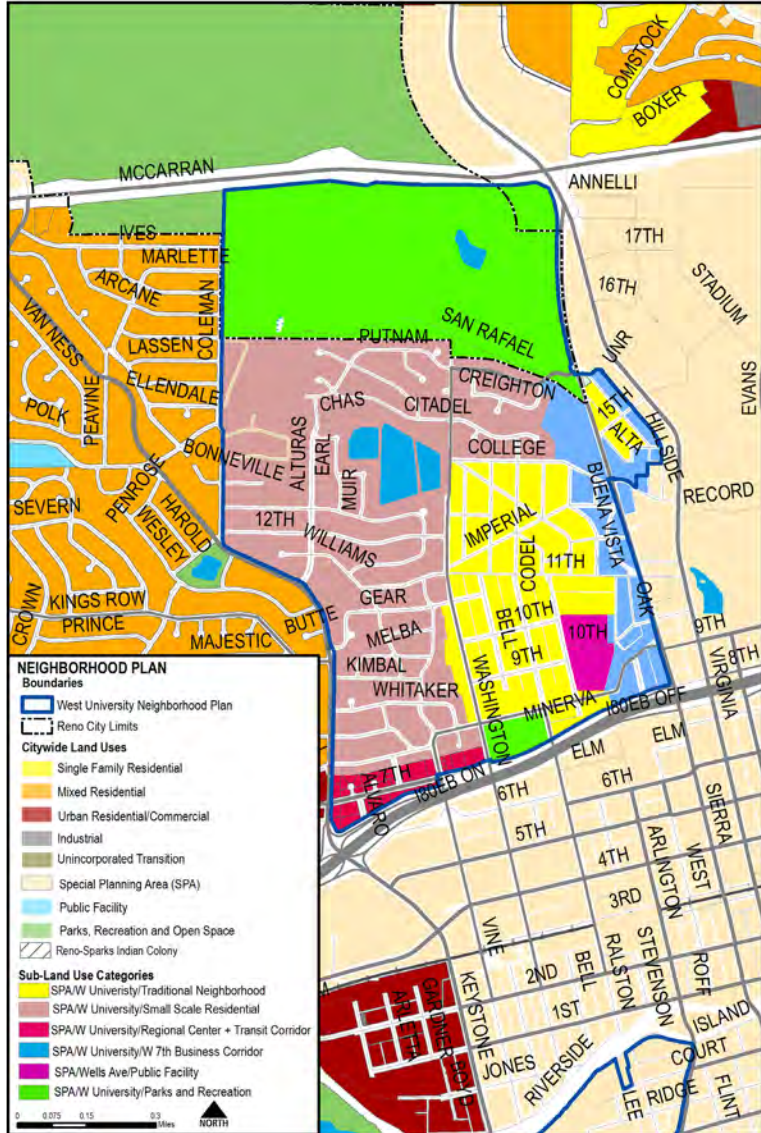 COMSTOCK
BOXER
MCCARRAN
ANNELLI
IVES
MARLETTE
17TH
ARCANE
COLEMAN
16TH
STADIUM
VAN NESS
LASSEN
PUTNAM
SAN RAFAEL
UNR
ELLENDALE
CREIGHTON
EVANS
POLK
PEAVINE
CHAS
CITADEL
15TH
ALTA
HILLSIDE
BONNEVILLE
ALTURAS
EARL
COLLEGE
PENROSE
MUIR
BUENA VISTA
RECORD
SEVERN
WESLEY
HAROLD
12TH
WILLIAMS
IMPERIAL
CODEL
11TH
OAK
CROWN
KINGS ROW
PRINCE
GEAR
BELL
10TH
10TH
9TH
MAJESTIC
BUTTE
MELBA
9TH
8TH
KIMBAL
WHITAKER
WASHINGTON
MINERVA
I80EB OFF
VIRGINIA
7TH
ALVARO
I80EB ON
ELM
ELM
6TH
6TH
SIERRA
5TH
4TH
ARLINGTON
WEST
3RD
VINE
BELL
RALSTON
STEVENSON
ROFF
2ND
1ST
KEYSTONE
ARLETTA
GARDNER
BOYD
JONES
RIVERSIDE
ISLAND
COURT
LEE
RIDGE
FLINT
NEIGHBORHOOD PLAN
Boundaries
West University Neighborhood Plan
Reno City Limits
Citywide Land Uses
Single Family Residential
Mixed Residential
Urban Residential/Commercial
Industrial
Unincorporated Transition
Special Planning Area (SPA)
Public Facility
Parks, Recreation and Open Space
Reno-Sparks Indian Colony
Sub-Land Use Categories
SPA/W Univeristy/Traditional Neighborhood
SPA/W University/Small Scale Residential
SPA/W University/Regional Center + Transit Corridor
SPA/W University/W 7th Business Corridor
SPA/Wells Ave/Public Facility
SPA/W University/Parks and Recreation
0 0.075 0.15 0.3
Miles
NORTH